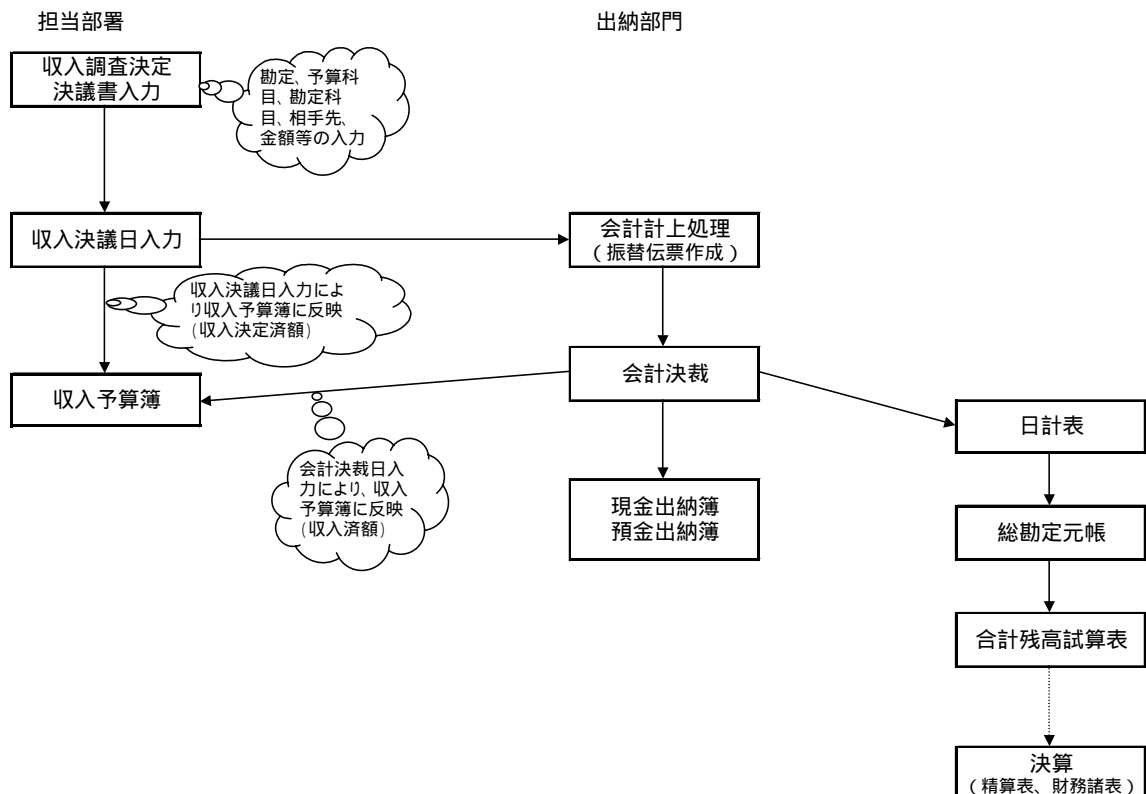 担当部署
出納部門
収入調査決定
決議書入力
勘定、予算科
目、勘定科
目、相手先、
金額等の入力
収入決議日入力
会計計上処理
（振替伝票作成）
収入決議日入力によ
り収入予算簿に反映
(収入決定済額)
収入予算簿
会計決裁
日計表
会計決裁日入
力により、収入
予算簿に反映
(収入済額)
現金出納簿
預金出納簿
総勘定元帳
合計残高試算表
決算
（精算表、財務諸表）